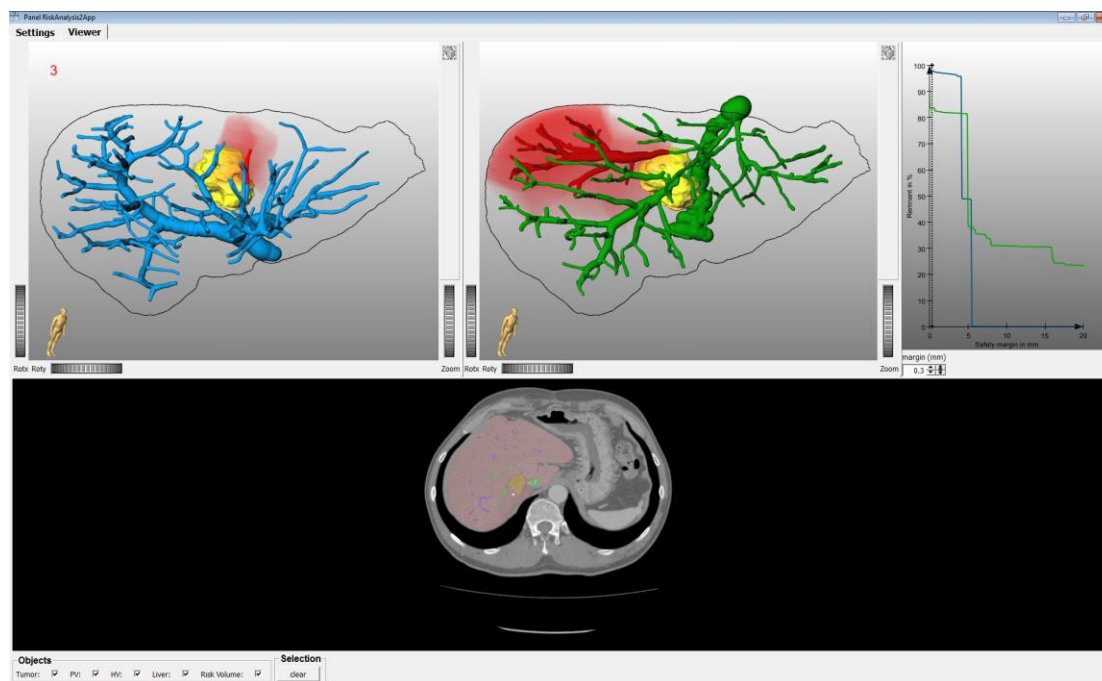 Panel RiskAnalysis2App
Settings Viewer
3
100
90
80
70
60
50
40
30
20
10
0
Remnant in %
0 5 10 15 20
Safety margin in mm
margin (mm)
0.3
Rotx Roty Zoom Rotx Roty Zoom
Objects
Tumor: PV: HV: Liver: Risk Volume:
Selection
clear